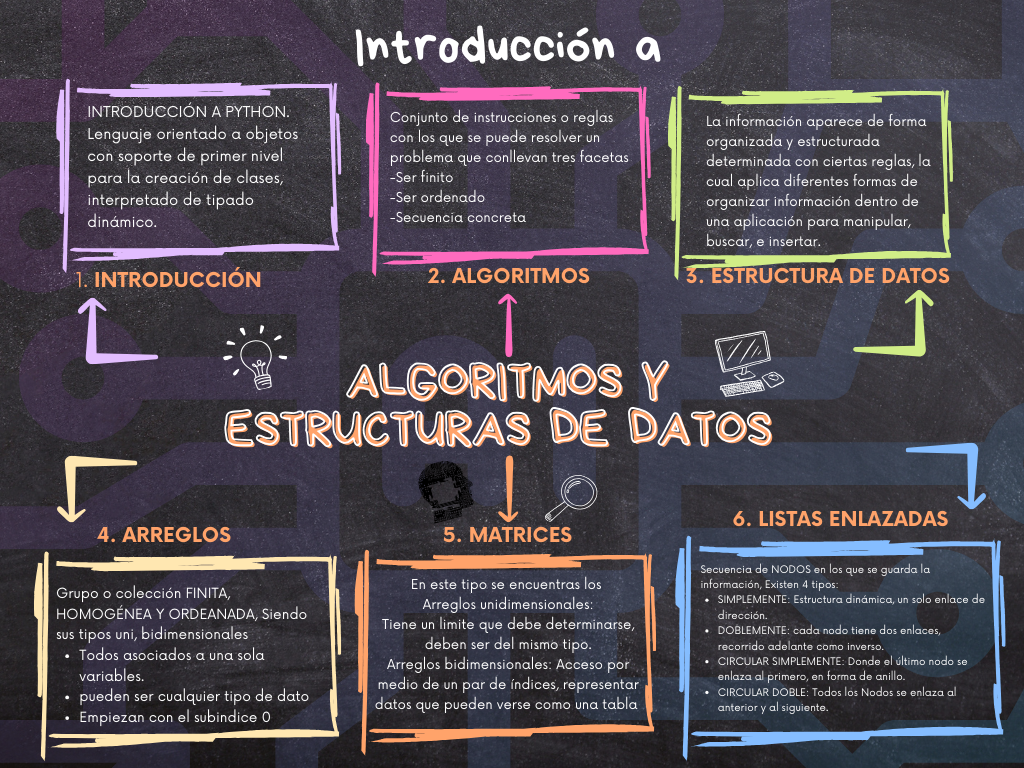 Introducción a
INTRODUCCIÓN A PYTHON.
Lenguaje orientado a objetos
con soporte de primer nivel
para la creación de clases,
interpretado de tipado
dinámico.
1. INTRODUCCIÓN
Conjunto de instrucciones o reglas
con los que se puede resolver un
problema que conllevan tres facetas
-Ser finito
-Ser ordenado
-Secuencia concreta
2. ALGORITMOS
La información aparece de forma
organizada y estructurada
determinada con ciertas reglas, la
cual aplica diferentes formas de
organizar información dentro de
una aplicación para manipular,
buscar, e insertar.
3. ESTRUCTURA DE DATOS
ALGORITMOS Y
ESTRUCTURAS DE DATOS
4. ARREGLOS
Grupo o colección FINITA,
HOMOGÉNEA Y ORDEANADA, Siendo
sus tipos uni, bidimensionales
• Todos asociados a una sola
variables.
• pueden ser cualquier tipo de dato
• Empiezan con el subindice 0
5. MATRICES
En este tipo se encuentras los
Arreglos unidimensionales:
Tiene un limite que debe determinarse,
deben ser del mismo tipo.
Arreglos bidimensionales: Acceso por
medio de un par de índices, representar
datos que pueden verse como una tabla
6. LISTAS ENLAZADAS
Secuencia de NODOS en los que se guarda la
información, Existen 4 tipos:
• SIMPLEMENTE: Estructura dinámica, un solo enlace de
dirección.
• DOBLEMENTE: cada nodo tiene dos enlaces,
recorrido adelante como inverso.
• CIRCULAR SIMPLEMENTE: Donde el último nodo se
enlaza al primero, en forma de anillo.
• CIRCULAR DOBLE: Todos los Nodos se enlaza al
anterior y al siguiente.